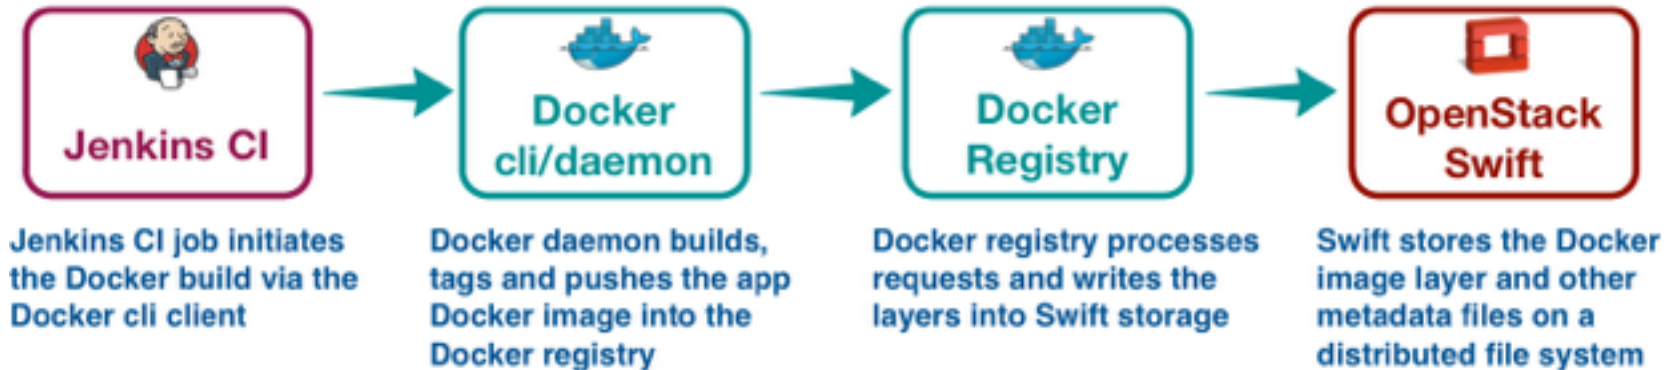 Jenkins CI
Docker
cli/daemon
Docker
Registry
OpenStack
Swift
Jenkins CI job initiates
the Docker build via the
Docker cli client
Docker daemon builds,
tags and pushes the app
Docker image into the
Docker registry
Docker registry processes
requests and writes the
layers into Swift storage
Swift stores the Docker
image layer and other
metadata files on a
distributed file system